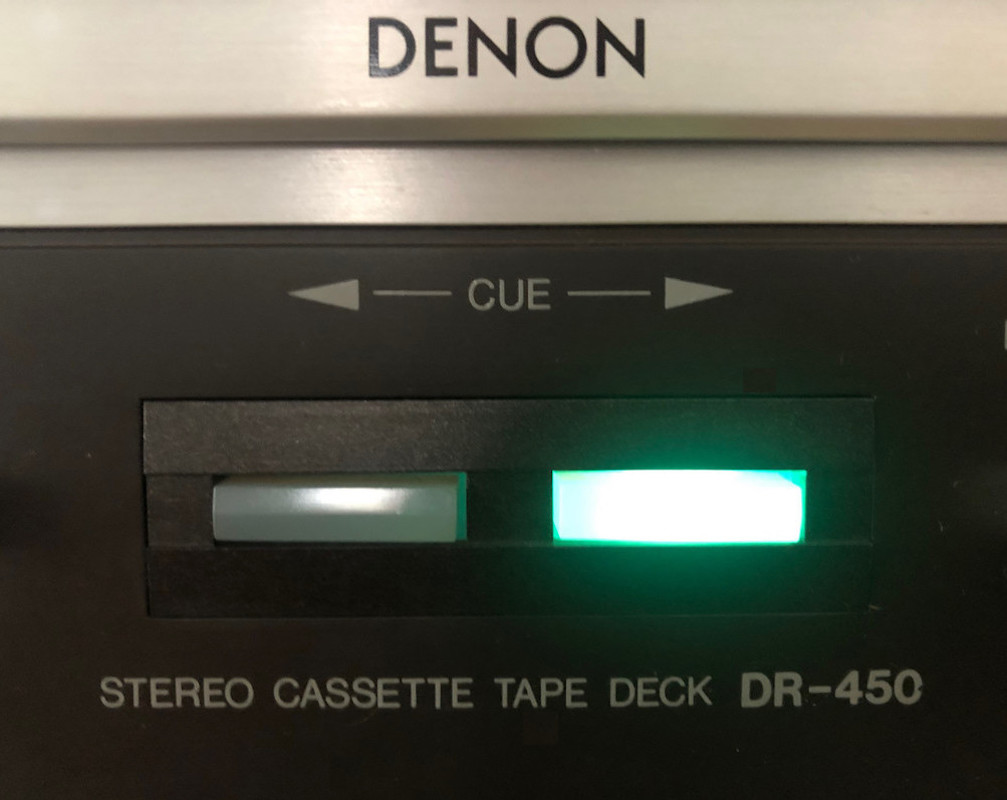 DENON
CUE
STEREO CASSETTE TAPE DECK DR-450